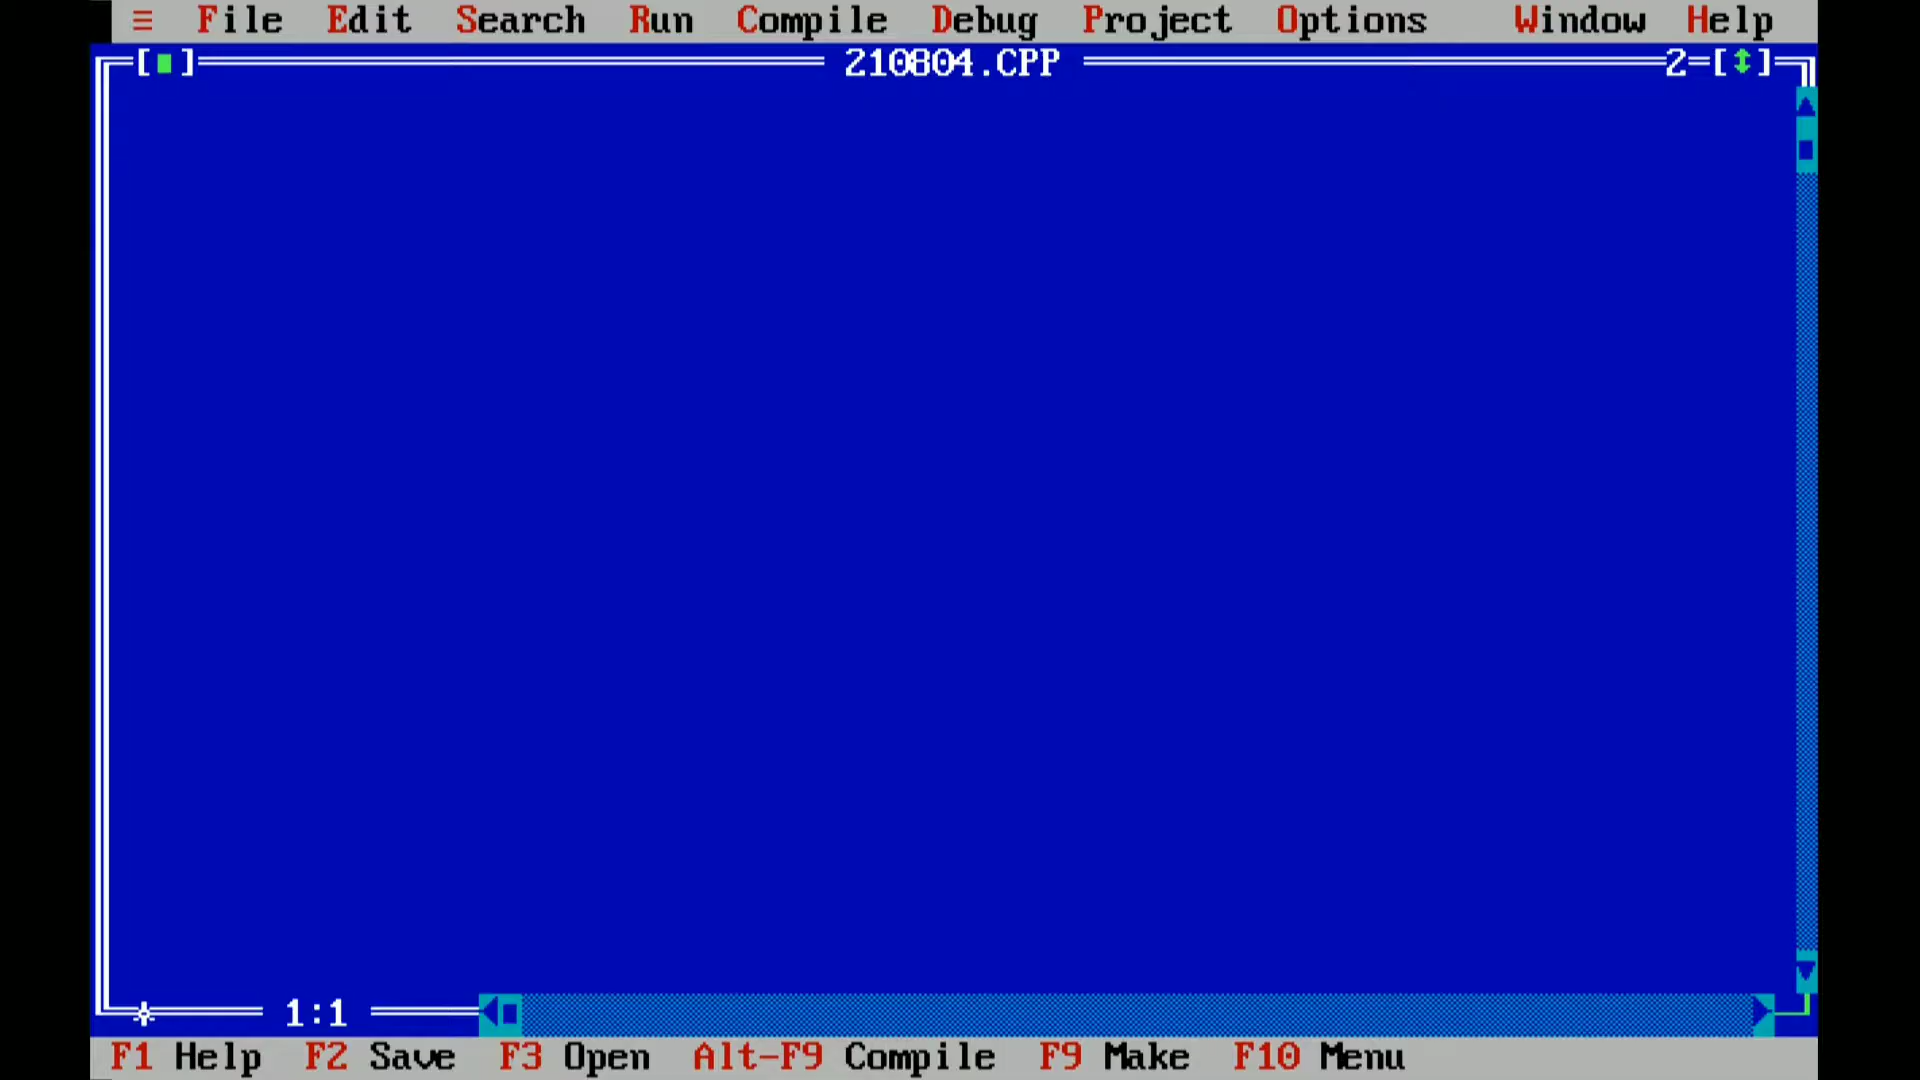 ≡ File Edit Search Run Compile Debug Project Options Window Help
[■] 210804.CPP 2=[↕]
1:1
F1 Help F2 Save F3 Open Alt-F9 Compile F9 Make F10 Menu